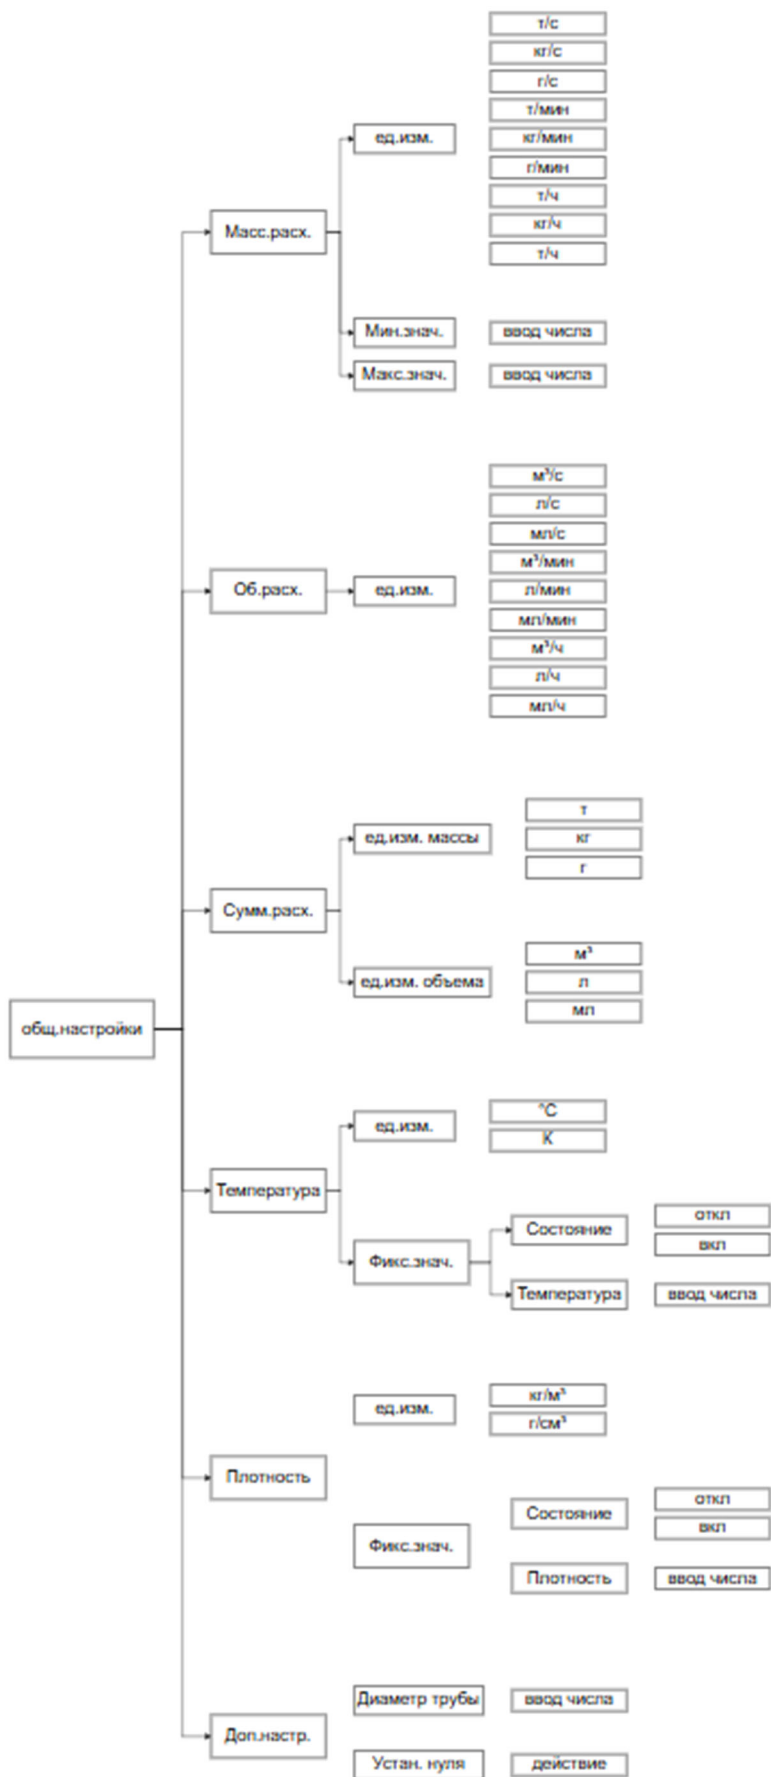 т/с
кг/с
г/с
т/мин
ед.изм.
кг/мин
г/мин
т/ч
Масс.расх.
кг/ч
т/ч
Мин.знач.
ввод числа
Макс.знач.
ввод числа
м³/с
л/с
мл/с
м³/мин
Об.расх.
ед.изм.
л/мин
мл/мин
м³/ч
л/ч
мл/ч
т
ед.изм. массы
кг
г
Сумм.расх.
м³
ед.изм. объема
л
мл
общ.настройки
°С
ед.изм.
К
Температура
откл
Состояние
вкл
Фикс.знач.
Температура
ввод числа
кг/м³
ед.изм.
г/см³
Плотность
откл
Состояние
вкл
Фикс.знач.
Плотность
ввод числа
Диаметр трубы
ввод числа
Доп.настр.
Устан. нуля
действие